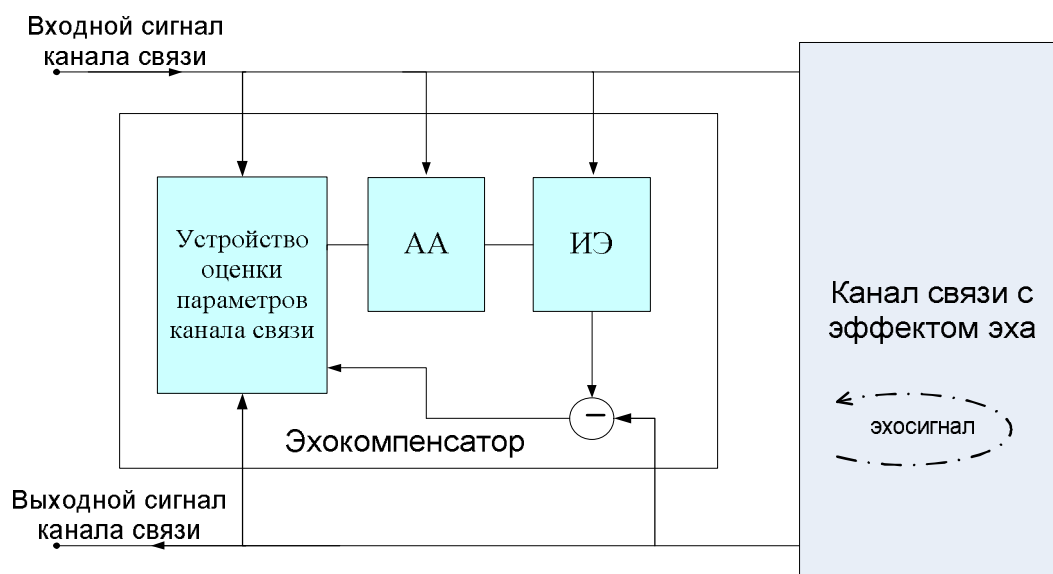 Входной сигнал
канала связи
Устройство
оценки
параметров
канала связи
АА
ИЭ
–
Эхокомпенсатор
Канал связи с
эффектом эха
эхосигнал
Выходной сигнал
канала связи